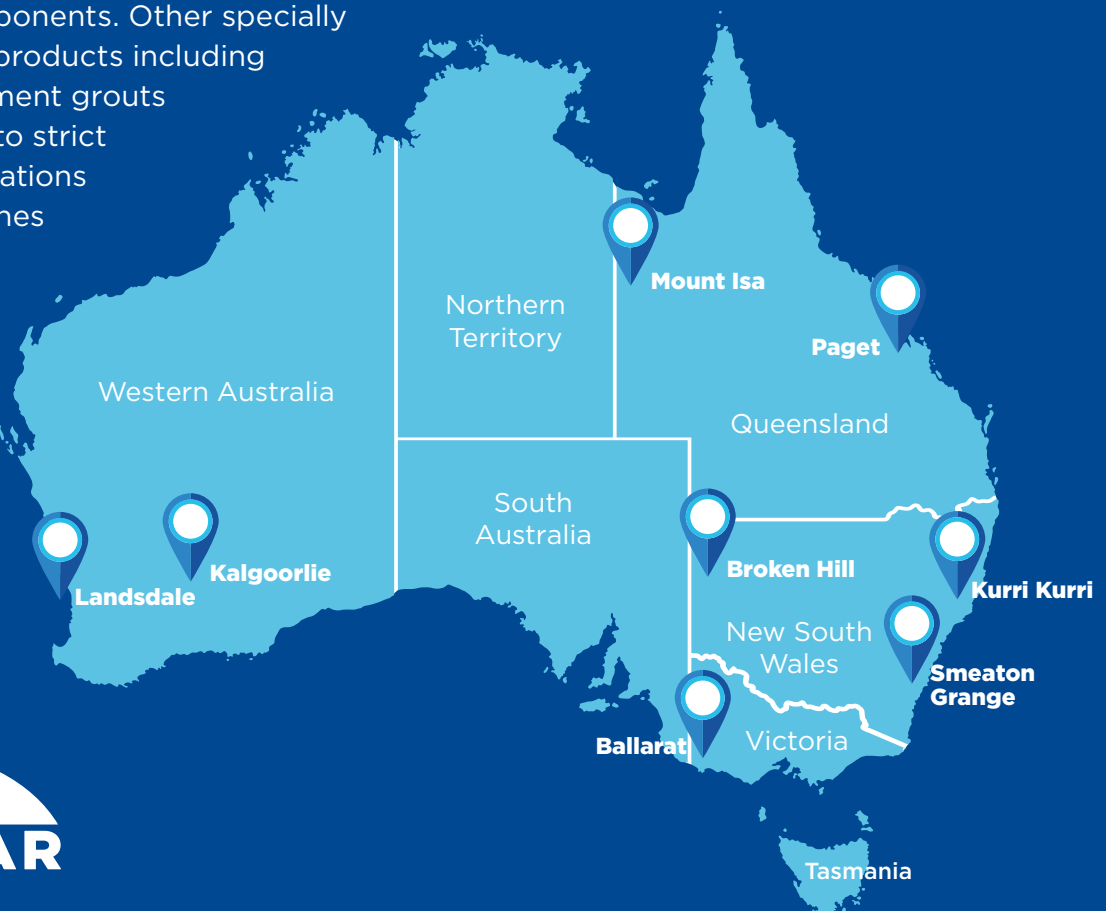 ponents. Other specially
products including
ment grouts
to strict
ations
nes
Mount Isa
Northern
Territory
Paget
Western Australia
Queensland
South
Australia
Broken Hill
Kalgoorlie
Landsdale
Kurri Kurri
New South
Wales
Smeaton
Grange
Ballarat
Victoria
AR
Tasmania